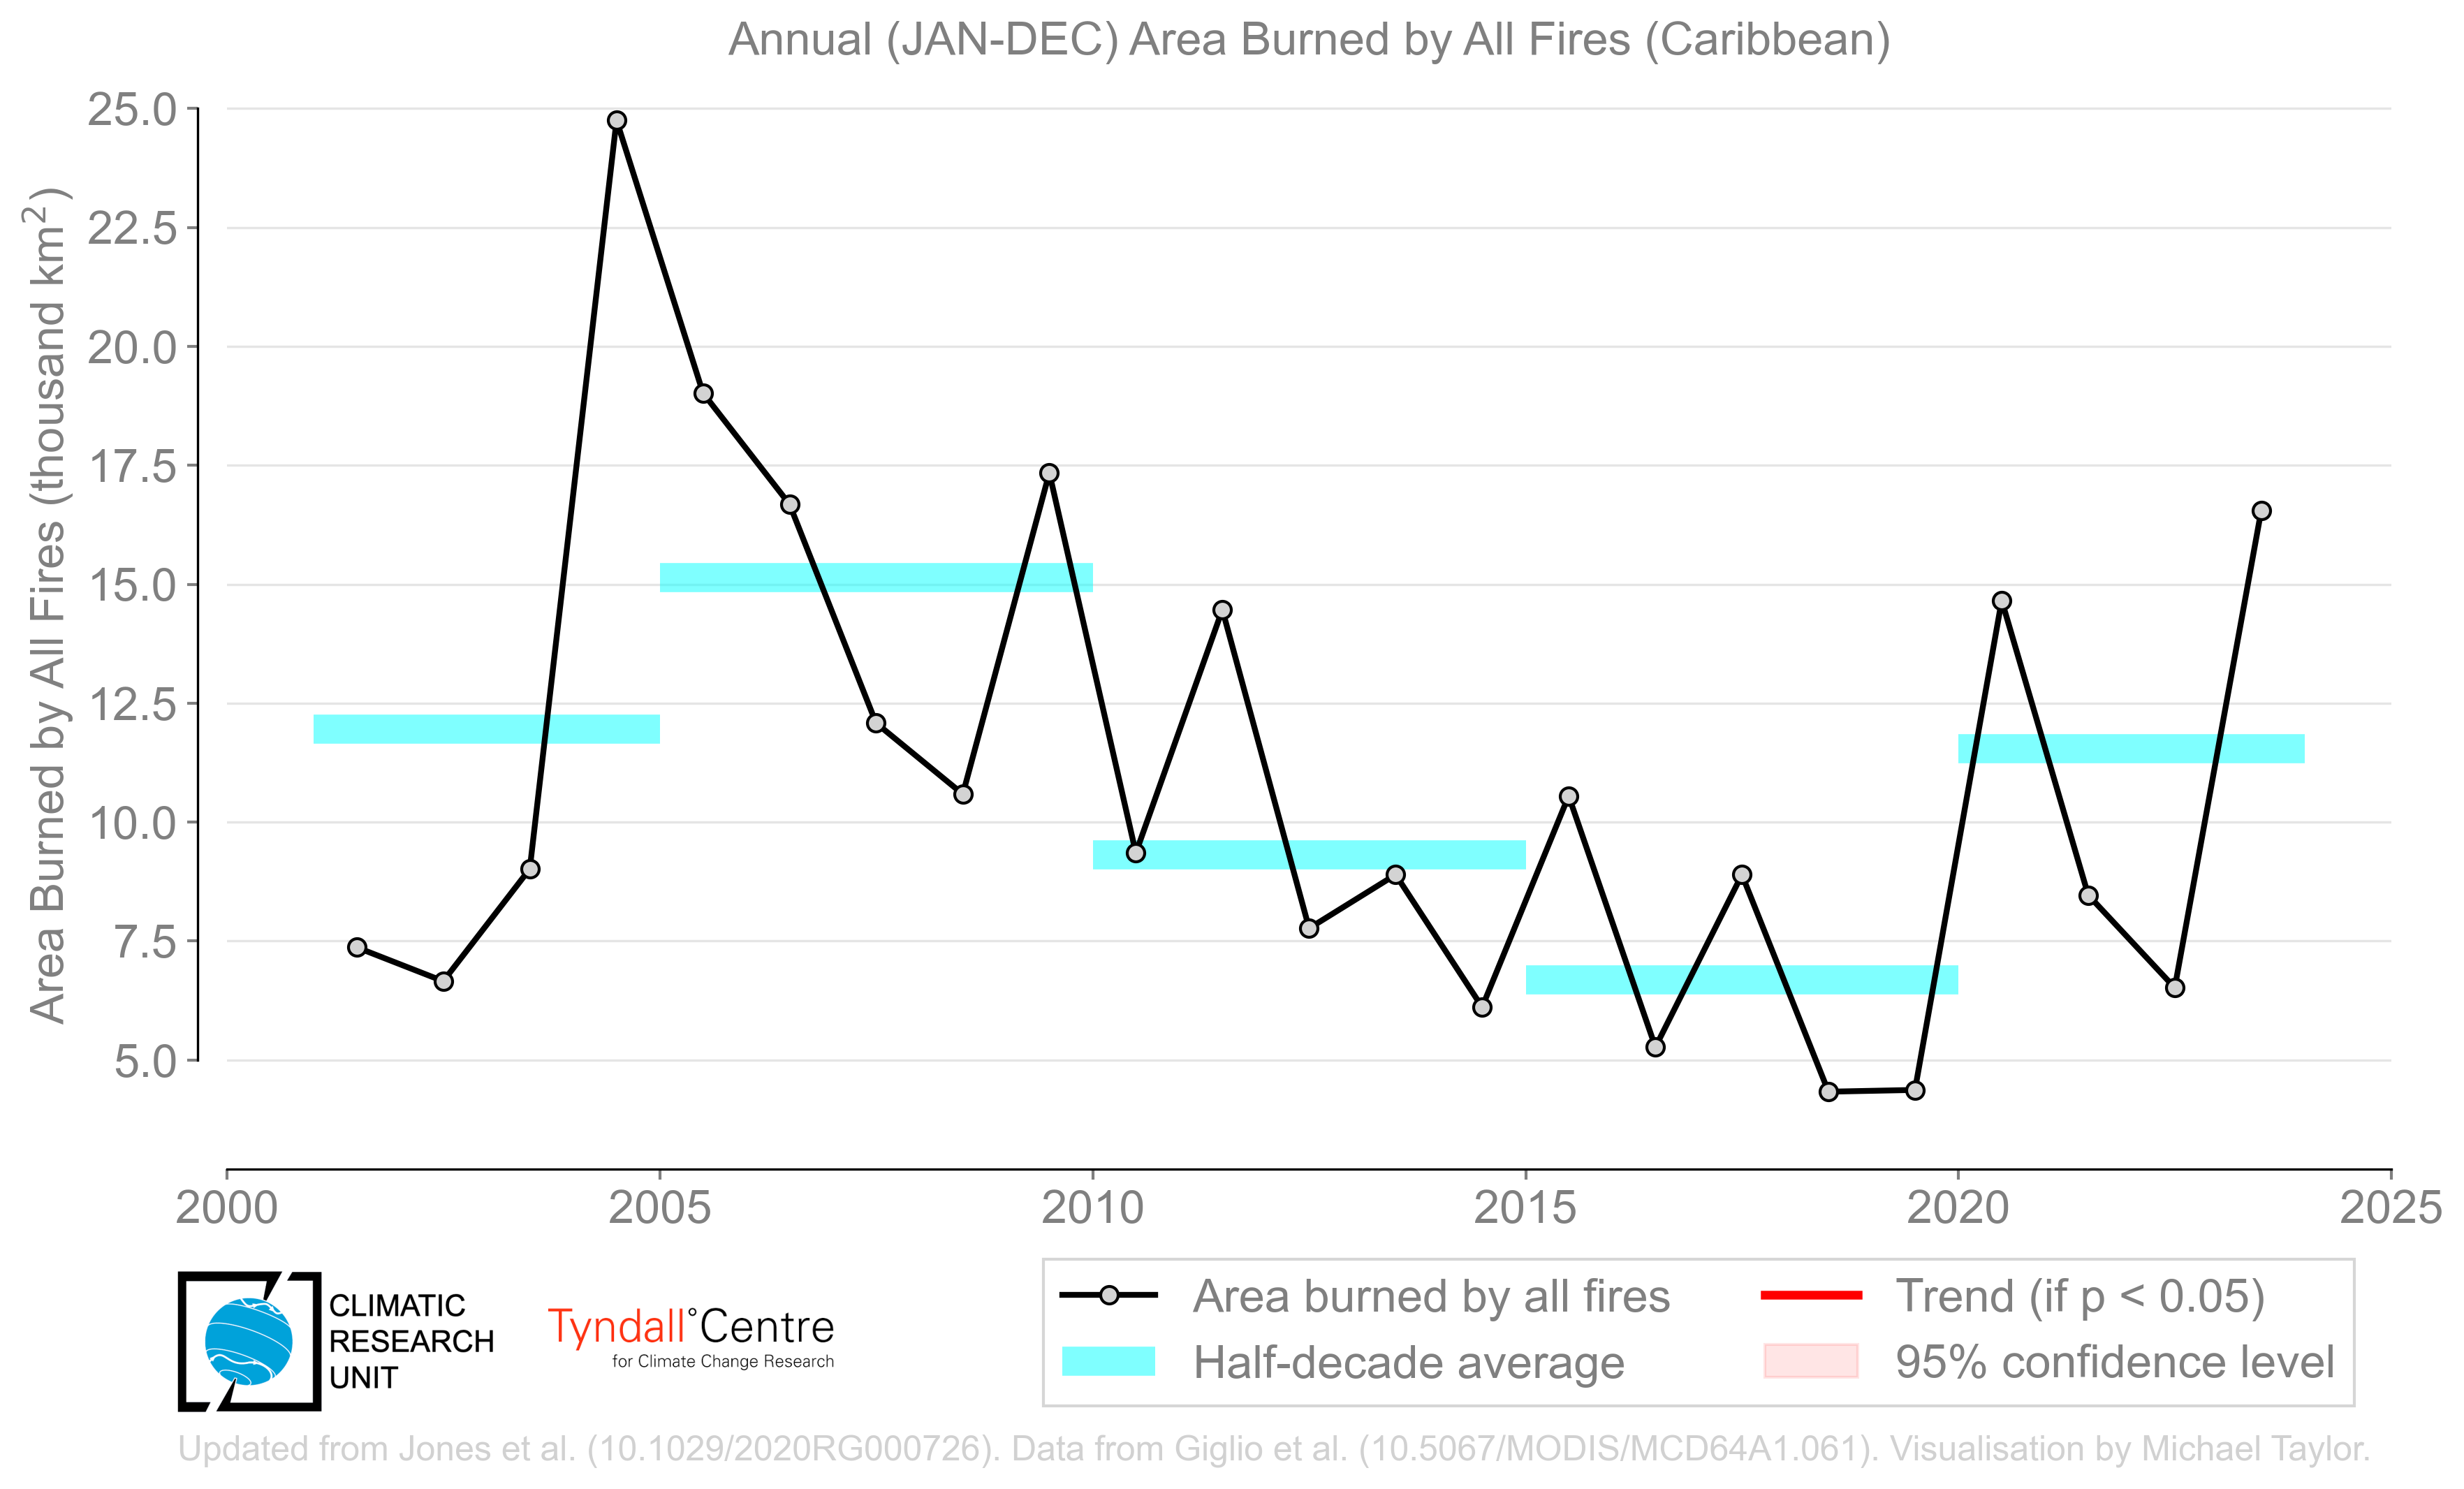 Annual (JAN-DEC) Area Burned by All Fires (Caribbean)
Area Burned by All Fires (thousand km²)
25.0
22.5
20.0
17.5
15.0
12.5
10.0
7.5
5.0
2000 2005 2010 2015 2020 2025
CLIMATIC
RESEARCH
UNIT
Tyndall°Centre
for Climate Change Research
Area burned by all fires
Half-decade average
Trend (if p < 0.05)
95% confidence level
Updated from Jones et al. (10.1029/2020RG000726). Data from Giglio et al. (10.5067/MODIS/MCD64A1.061). Visualisation by Michael Taylor.